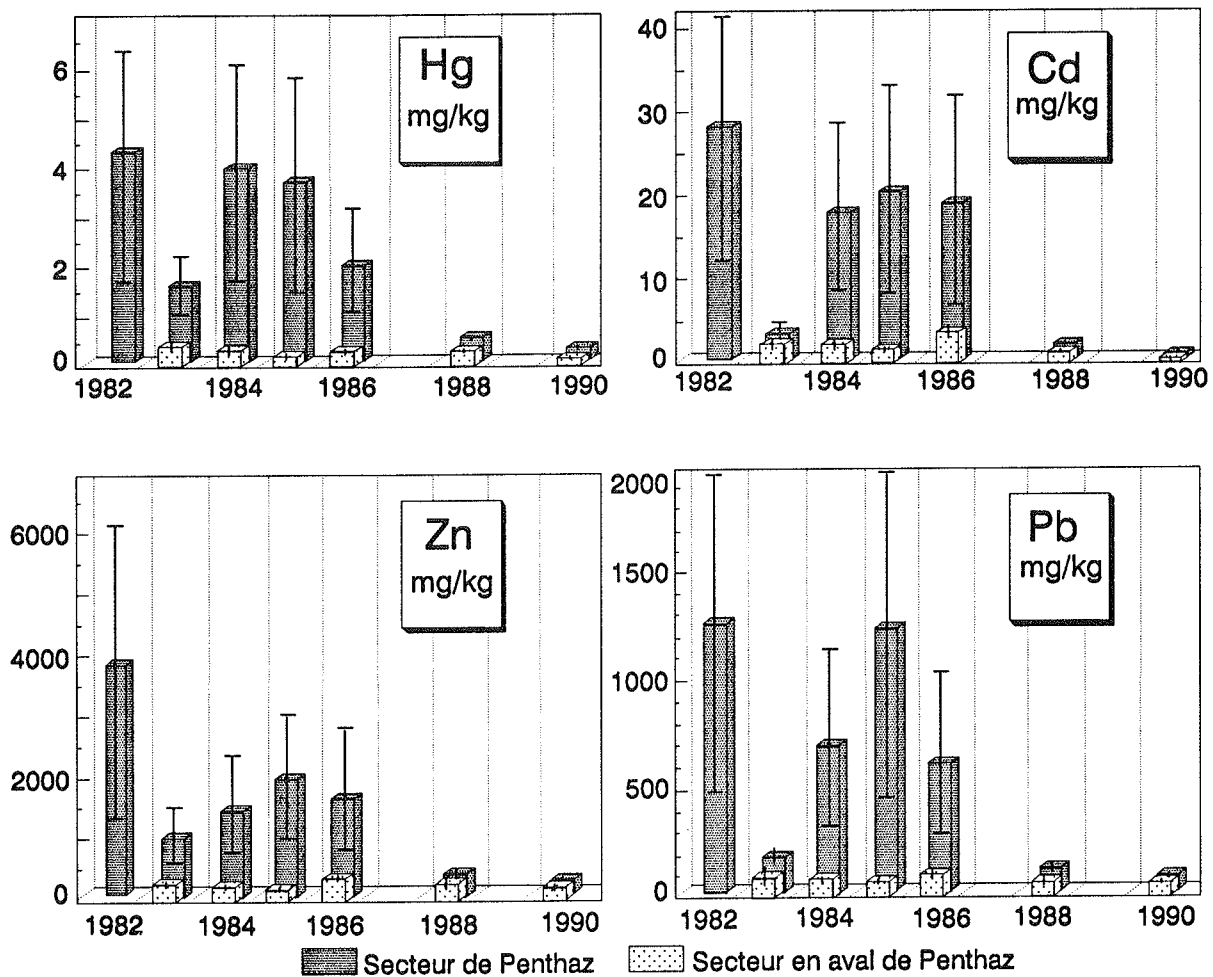 Hg
mg/kg
6
4
2
0
1982 1984 1986 1988 1990
Cd
mg/kg
40
30
20
10
0
1982 1984 1986 1988 1990
Zn
mg/kg
6000
4000
2000
0
1982 1984 1986 1988 1990
Pb
mg/kg
2000
1500
1000
500
0
1982 1984 1986 1988 1990
Secteur de Penthaz
Secteur en aval de Penthaz